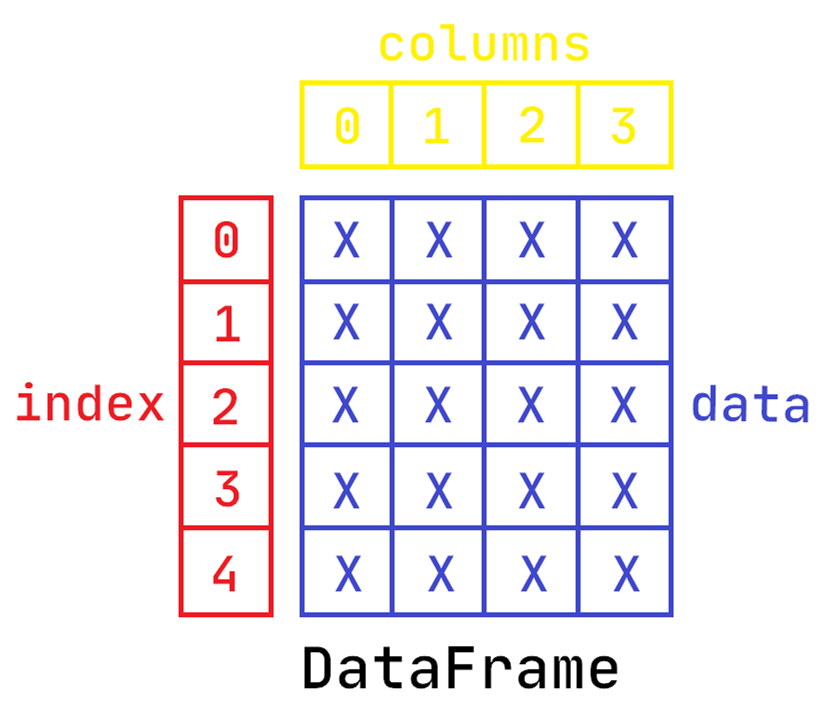 columns
0 1 2 3
0 X X X X
1 X X X X
index 2 X X X X data
3 X X X X
4 X X X X
DataFrame